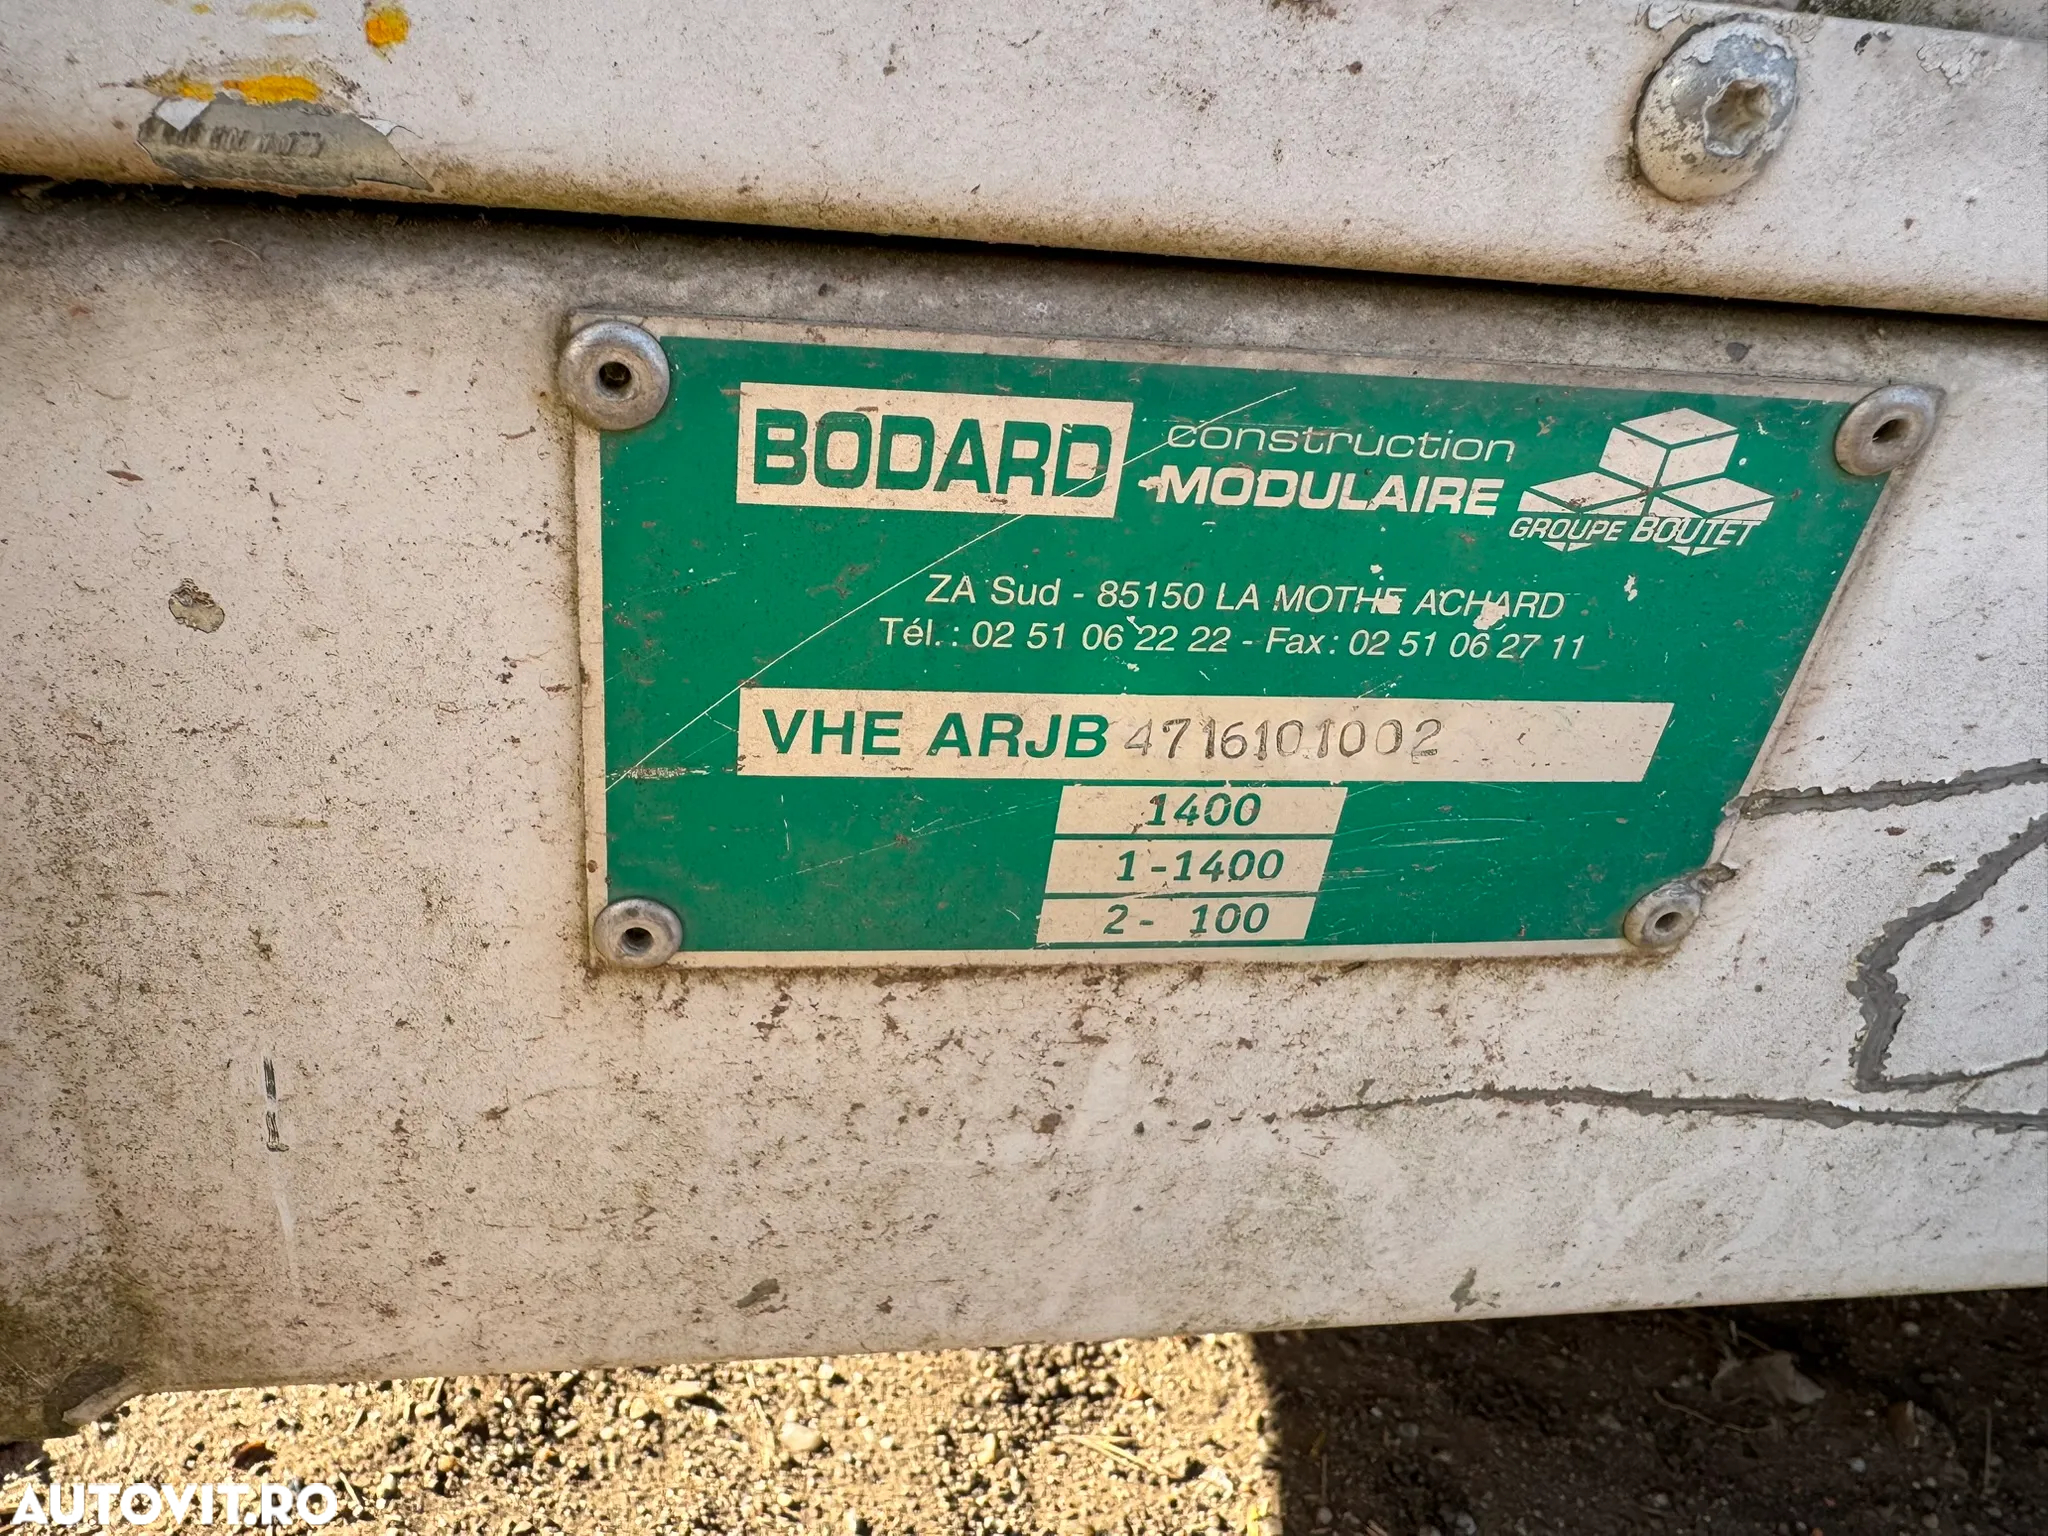 BODARD construction
MODULAIRE
GROUPE BOUTET
ZA Sud - 85150 LA MOTHE ACHARD
Tél. : 02 51 06 22 22 - Fax : 02 51 06 27 11
VHE ARJB 4716101002
1400
1-1400
2- 100
AUTOVIT.RO